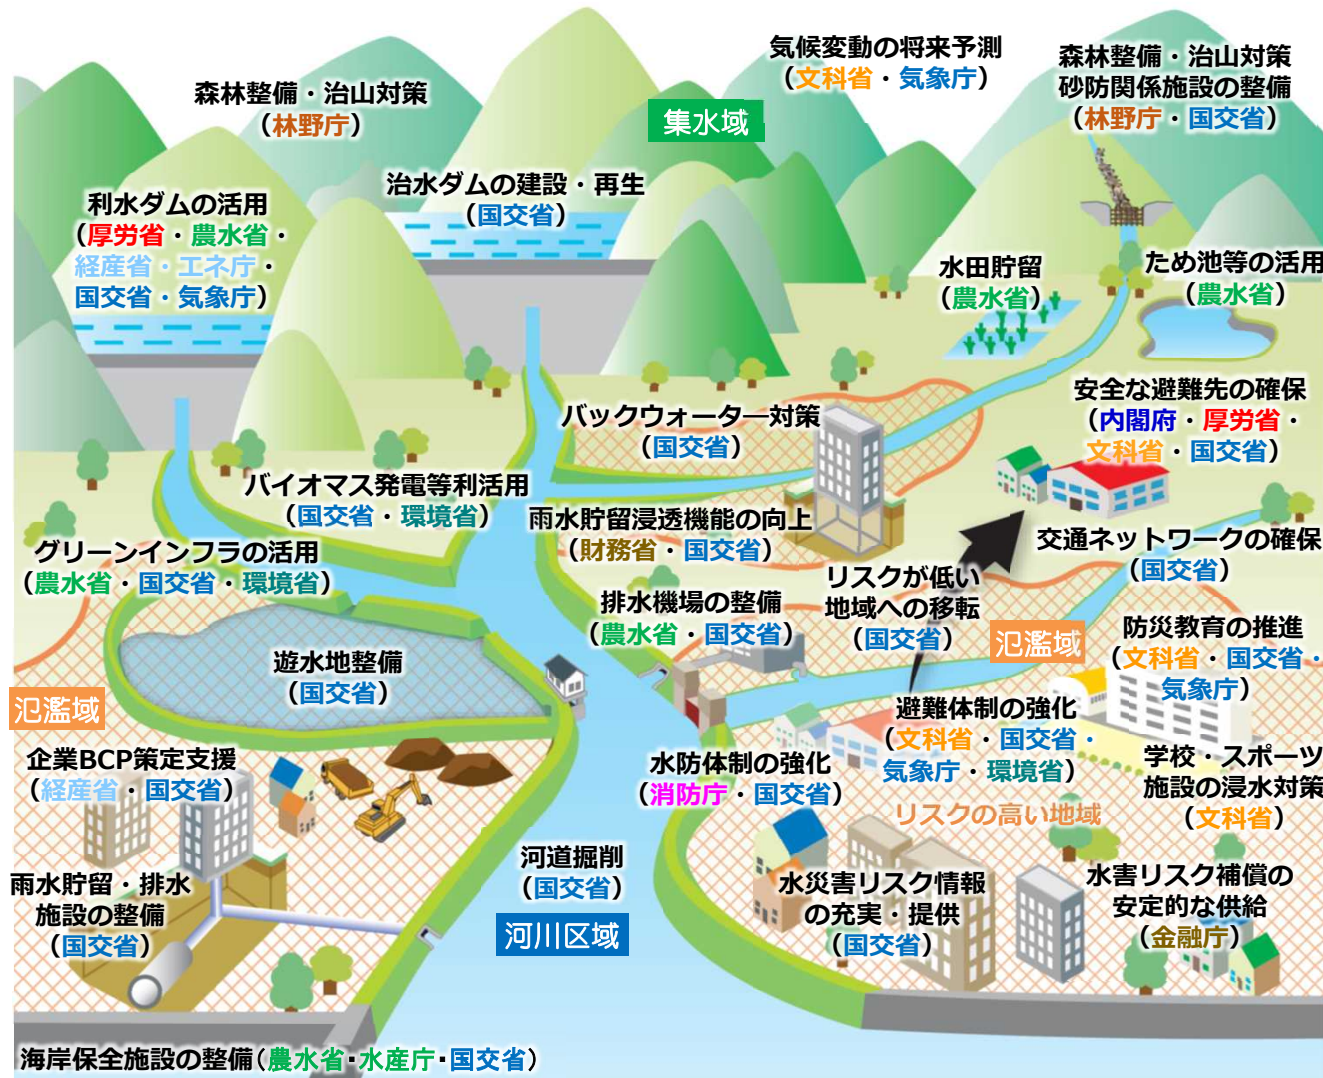 気候変動の将来予測
（文科省・気象庁）
森林整備・治山対策
砂防関係施設の整備
（林野庁・国交省）
森林整備・治山対策
（林野庁）
集水域
治水ダムの建設・再生
（国交省）
利水ダムの活用
（厚労省・農水省・
経産省・エネ庁・
国交省・気象庁）
水田貯留
（農水省）
ため池等の活用
（農水省）
安全な避難先の確保
（内閣府・厚労省・
文科省・国交省）
バックウォーター対策
（国交省）
バイオマス発電等利活用
（国交省・環境省）
雨水貯留浸透機能の向上
（財務省・国交省）
交通ネットワークの確保
（国交省）
グリーンインフラの活用
（農水省・国交省・環境省）
リスクが低い
地域への移転
（国交省）
排水機場の整備
（農水省・国交省）
氾濫域
防災教育の推進
（文科省・国交省・
気象庁）
遊水地整備
（国交省）
氾濫域
避難体制の強化
（文科省・国交省・
気象庁・環境省）
企業BCP策定支援
（経産省・国交省）
水防体制の強化
（消防庁・国交省）
学校・スポーツ
施設の浸水対策
（文科省）
リスクの高い地域
河道掘削
（国交省）
河川区域
雨水貯留・排水
施設の整備
（国交省）
水災害リスク情報
の充実・提供
（国交省）
水害リスク補償の
安定的な供給
（金融庁）
海岸保全施設の整備（農水省・水産庁・国交省）